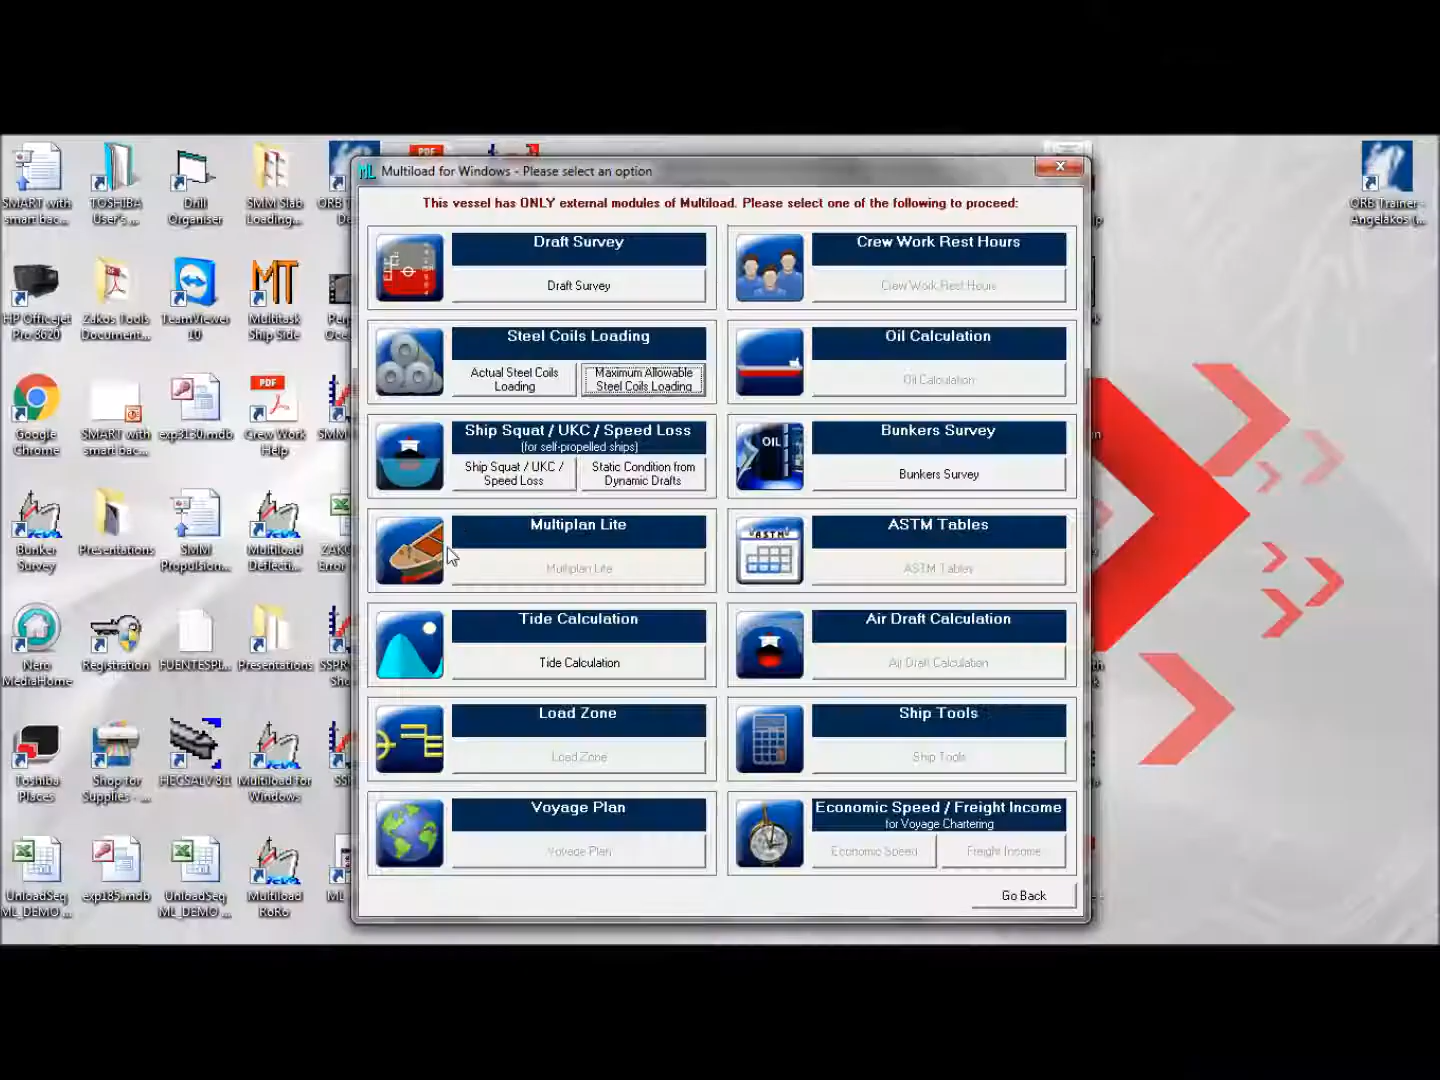 Multiload for Windows - Please select an option
This vessel has ONLY external modules of Multiload. Please select one of the following to proceed:
Draft Survey
Draft Survey
Crew Work Rest Hours
Crew Work Rest Hours
Steel Coils Loading
Actual Steel Coils
Loading
Maximum Allowable
Steel Coils Loading
Oil Calculation
Oil Calculation
Ship Squat / UKC / Speed Loss
(for self-propelled ships)
Ship Squat / UKC /
Speed Loss
Static Condition from
Dynamic Drafts
OIL
Bunkers Survey
Bunkers Survey
Multiplan Lite
Multiplan Lite
ASTM
ASTM Tables
ASTM Tables
Tide Calculation
Tide Calculation
Air Draft Calculation
Air Draft Calculation
Load Zone
Load Zone
Ship Tools
Ship Tools
Voyage Plan
Voyage Plan
Economic Speed / Freight Income
for Voyage Chartering
Economic Speed
Freight Income
Go Back
SMART with
smart bac...
TOSHIBA
User's ...
Drill
Organiser
SMM Slab
Loading...
HP Officejet
Pro 3620
Zakos Tools
Document...
TeamViewer
10
MT
Multitask
Ship Side
Google
Chrome
SMART with
smart bac...
exp3130.mdb
PDF
Crew Work
Help
Bunker
Survey
Presentations
SMM
Propulsion...
Multiload
Deflecti...
Nero
MediaHome
Registration
FUENTESPL...
Presentations
Toshiba
Places
Shop for
Supplies - ...
HECSALV 8.1
Multiload for
Windows
UnloadSeq
ML_DEMO ...
exp185.mdb
UnloadSeq
ML_DEMO ...
Multiload
RoRo
ORB Trainer -
Angelakos (...